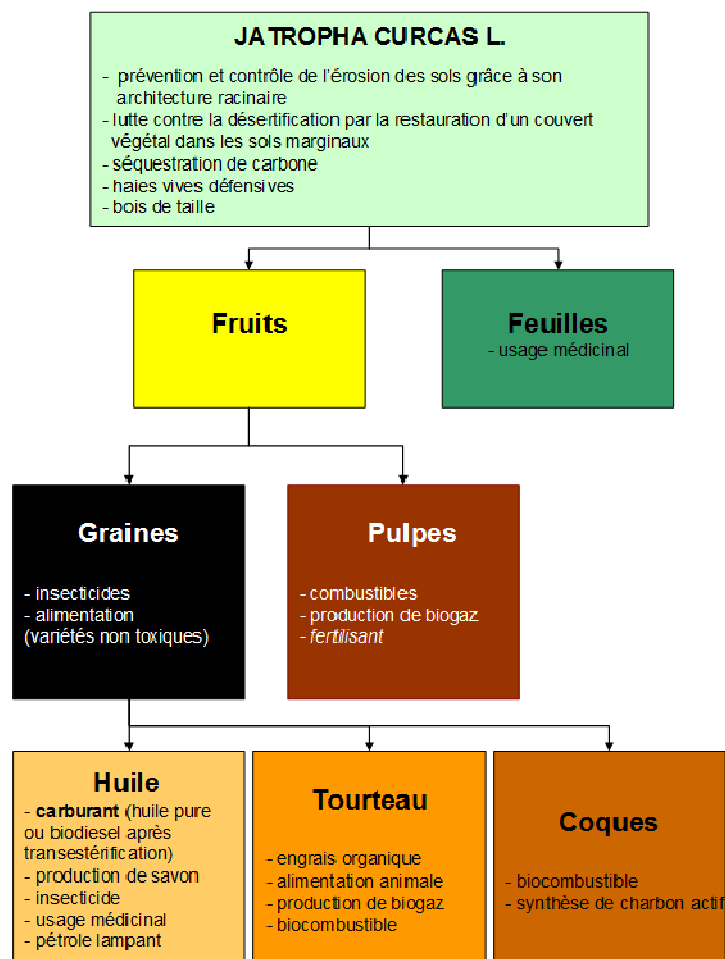 JATROPHA CURCAS L.
- prévention et contrôle de l'érosion des sols grâce à son
architecture racinaire
- lutte contre la désertification par la restauration d'un couvert
végétal dans les sols marginaux
- séquestration de carbone
- haies vives défensives
- bois de taille
Fruits
Feuilles
- usage médicinal
Graines
- insecticides
- alimentation
(variétés non toxiques)
Pulpes
- combustibles
- production de biogaz
- fertilisant
Huile
- carburant (huile pure
ou biodiesel après
transestérification)
- production de savon
- insecticide
- usage médicinal
- pétrole lampant
Tourteau
- engrais organique
- alimentation animale
- production de biogaz
- biocombustible
Coques
- biocombustible
- synthèse de charbon actif